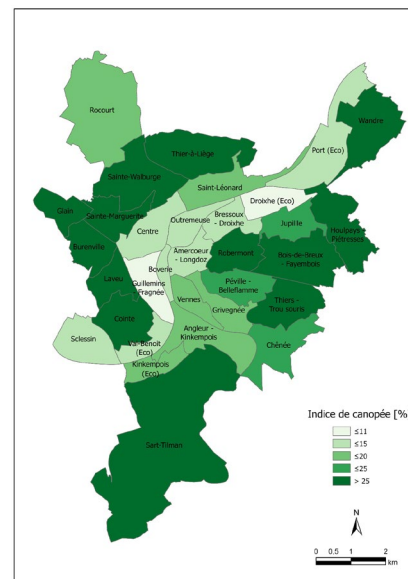 Rocourt
Wandre
Thier-à-Liège
Port (Eco)
Sainte-Walburge
Saint-Léonard
Droixhe (Eco)
Glain
Sainte-Marguerite
Outremeuse
Bressoux
- Droixhe
Jupille
Houlpays
Piétresses
Centre
Burenville
Amercoeur
- Longdoz
Robermont
Bois-de-Breux
- Fayembois
Boverie
Laveu
Guillemins
- Fragnée
Péville -
Belleflamme
Vennes
Thiers -
Trou souris
Grivegnée
Cointe
Angleur -
Kinkempois
Sclessin
Val-Benoit
(Eco)
Chênée
Kinkempois
(Eco)
Sart-Tilman
Indice de canopée [%]
≤11
≤15
≤20
≤25
> 25
N
0 0.5 1 2
km